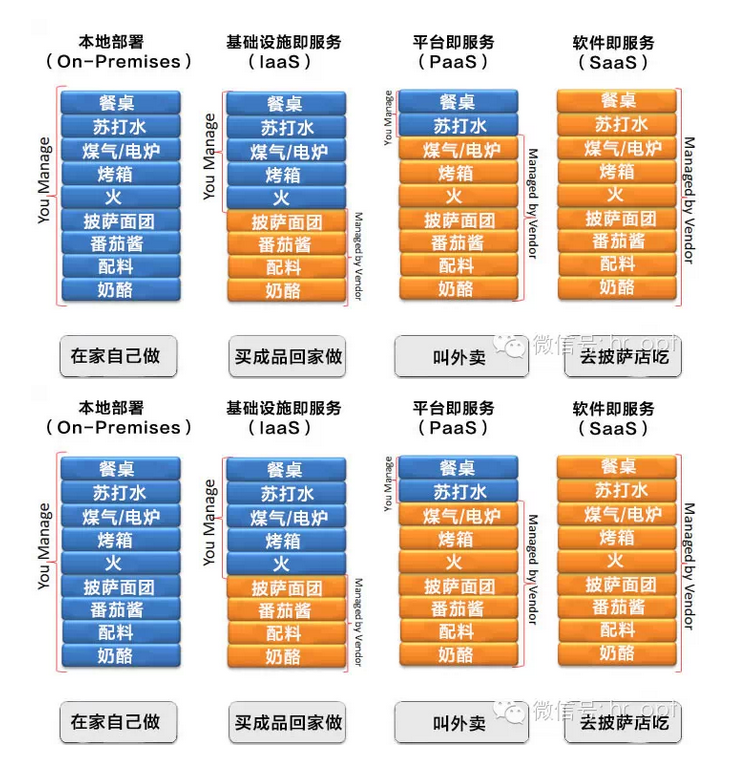 本地部署
（On-Premises）
基础设施即服务
（IaaS）
平台即服务
（PaaS）
软件即服务
（SaaS）
You Manage
餐桌
苏打水
煤气/电炉
烤箱
火
披萨面团
番茄酱
配料
奶酪
You Manage
餐桌
苏打水
煤气/电炉
烤箱
火
披萨面团
番茄酱
配料
奶酪
Managed by Vendor
You Manage
餐桌
苏打水
煤气/电炉
烤箱
火
披萨面团
番茄酱
配料
奶酪
Managed by Vendor
餐桌
苏打水
煤气/电炉
烤箱
火
披萨面团
番茄酱
配料
奶酪
Managed by Vendor
在家自己做
买成品回家做
叫外卖
去披萨店吃
微信号:
本地部署
（On-Premises）
基础设施即服务
（IaaS）
平台即服务
（PaaS）
软件即服务
（SaaS）
You Manage
餐桌
苏打水
煤气/电炉
烤箱
火
披萨面团
番茄酱
配料
奶酪
You Manage
餐桌
苏打水
煤气/电炉
烤箱
火
披萨面团
番茄酱
配料
奶酪
Managed by Vendor
You Manage
餐桌
苏打水
煤气/电炉
烤箱
火
披萨面团
番茄酱
配料
奶酪
Managed by Vendor
餐桌
苏打水
煤气/电炉
烤箱
火
披萨面团
番茄酱
配料
奶酪
Managed by Vendor
在家自己做
买成品回家做
叫外卖
去披萨店吃
微信号: